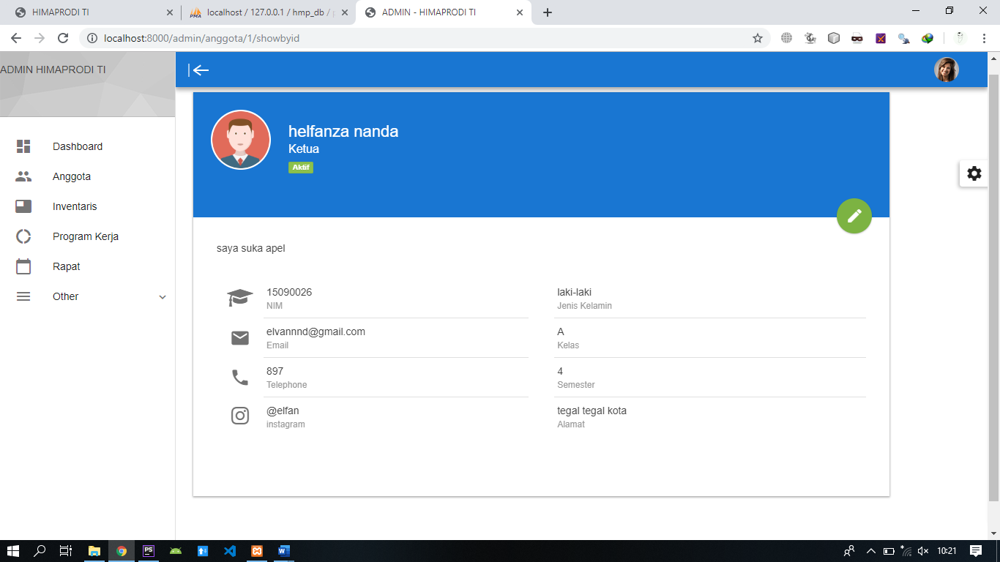 HIMAPRODI TI
localhost / 127.0.0.1 / hmp_db /
ADMIN - HIMAPRODI TI
localhost:8000/admin/anggota/1/showbyid
ADMIN HIMAPRODI TI
Dashboard
Anggota
Inventaris
Program Kerja
Rapat
Other
helfanza nanda
Ketua
Aktif
saya suka apel
15090026
NIM
laki-laki
Jenis Kelamin
elvannnd@gmail.com
Email
A
Kelas
897
Telephone
4
Semester
@elfan
instagram
tegal tegal kota
Alamat
10:21